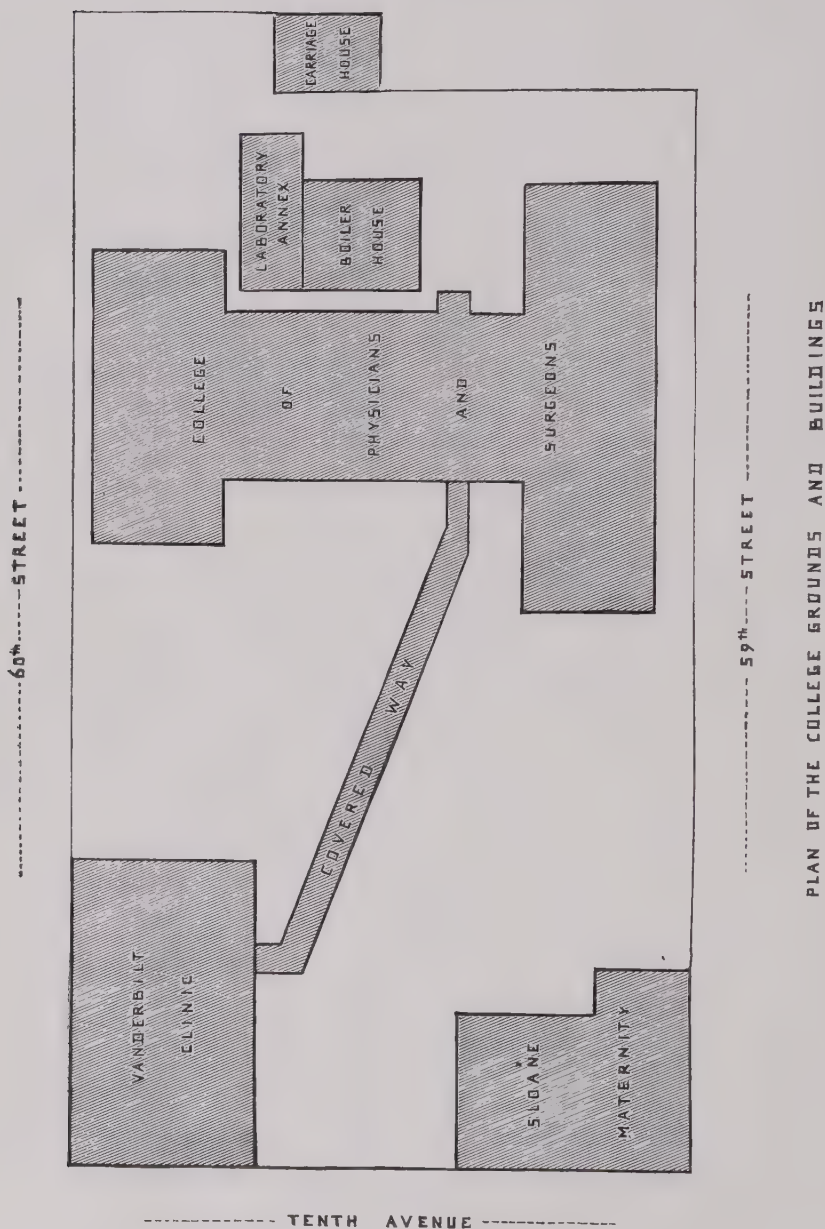 60th STREET
CARRIAGE
HOUSE
LABORATORY
ANNEX
BOILER
HOUSE
COLLEGE
OF
PHYSICIANS
AND
SURGEONS
COVERED WAY
VANDERBILT
CLINIC
SLOANE
MATERNITY
TENTH AVENUE
59th STREET
PLAN OF THE COLLEGE GROUNDS AND BUILDINGS